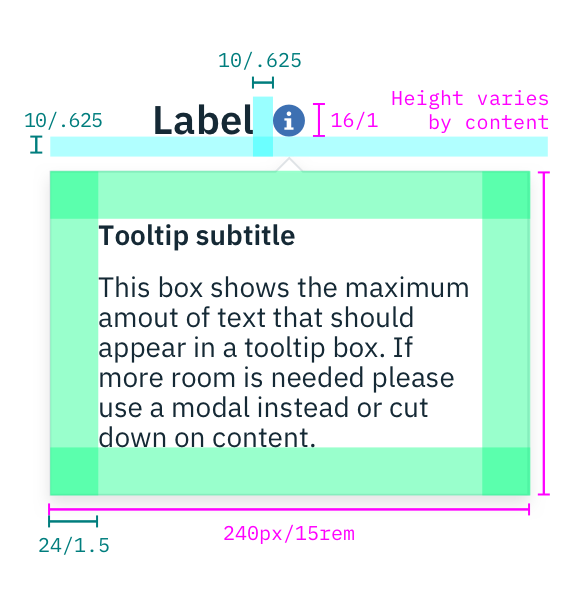 10/.625
10/.625
Label
16/1
Height varies
by content
Tooltip subtitle
This box shows the maximum
amout of text that should
appear in a tooltip box. If
more room is needed please
use a modal instead or cut
down on content.
240px/15rem
24/1.5